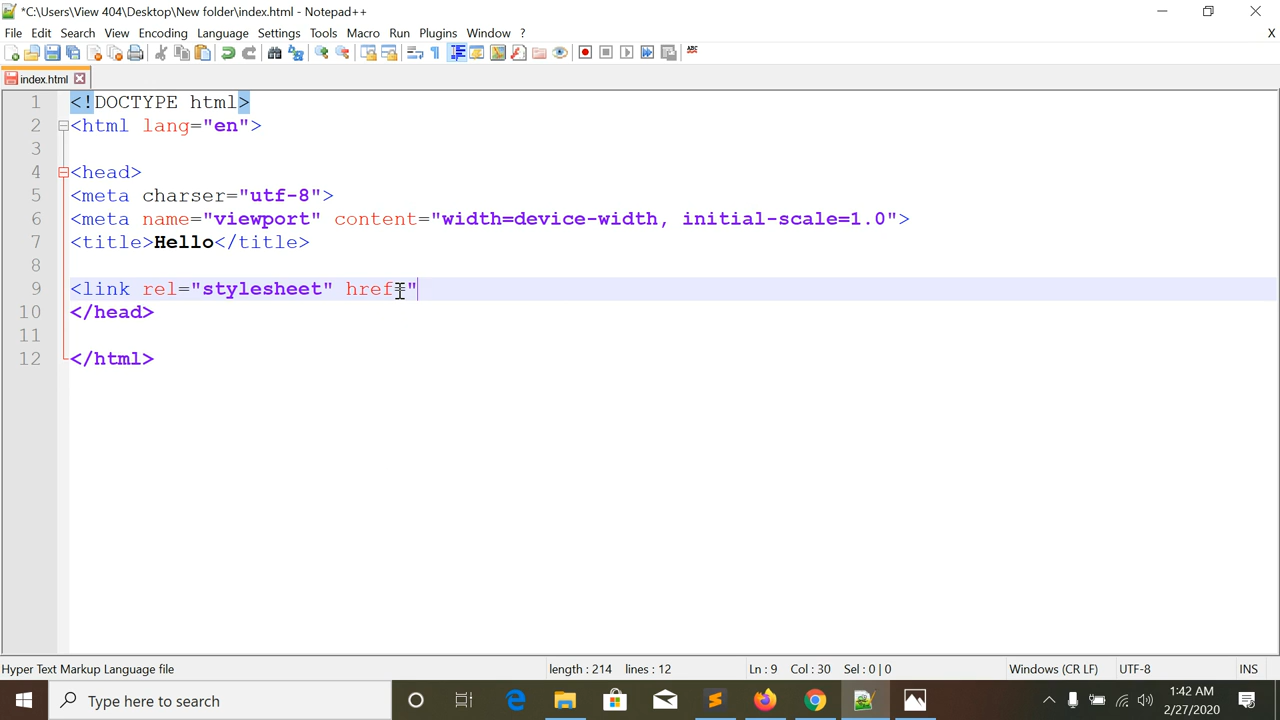 *C:\Users\View 404\Desktop\New folder\index.html - Notepad++
File Edit Search View Encoding Language Settings Tools Macro Run Plugins Window ? X
ABC
index.html
1 <!DOCTYPE html>
2 <html lang="en">
3
4 <head>
5 <meta charser="utf-8">
6 <meta name="viewport" content="width=device-width, initial-scale=1.0">
7 <title>Hello</title>
8
9 <link rel="stylesheet" href="
10 </head>
11
12 </html>
Hyper Text Markup Language file length : 214 lines : 12 Ln : 9 Col : 30 Sel : 0 | 0 Windows (CR LF) UTF-8 INS
Type here to search
1:42 AM
2/27/2020